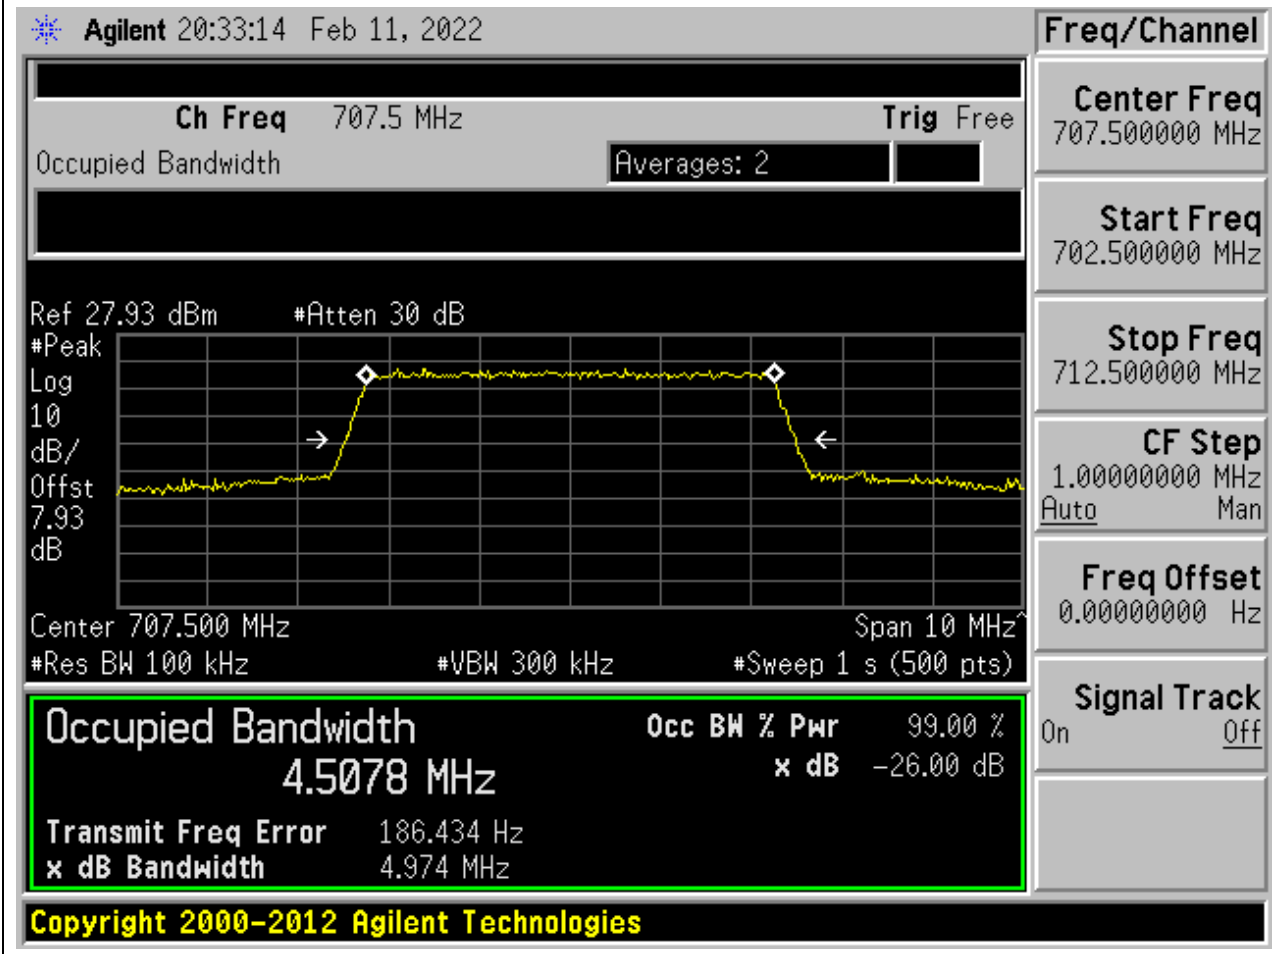 Agilent 20:33:14 Feb 11, 2022
Freq/Channel
Ch Freq 707.5 MHz Trig Free
Occupied Bandwidth Averages: 2
Center Freq
707.500000 MHz
Start Freq
702.500000 MHz
Stop Freq
712.500000 MHz
CF Step
1.00000000 MHz
Auto Man
Freq Offset
0.00000000 Hz
Signal Track
On Off
Ref 27.93 dBm #Atten 30 dB
#Peak
Log
10
dB/
Offst
7.93
dB
Center 707.500 MHz Span 10 MHz^
#Res BW 100 kHz #VBW 300 kHz #Sweep 1 s (500 pts)
Occupied Bandwidth Occ BW % Pwr 99.00 %
4.5078 MHz x dB -26.00 dB
Transmit Freq Error 186.434 Hz
x dB Bandwidth 4.974 MHz
Copyright 2000-2012 Agilent Technologies